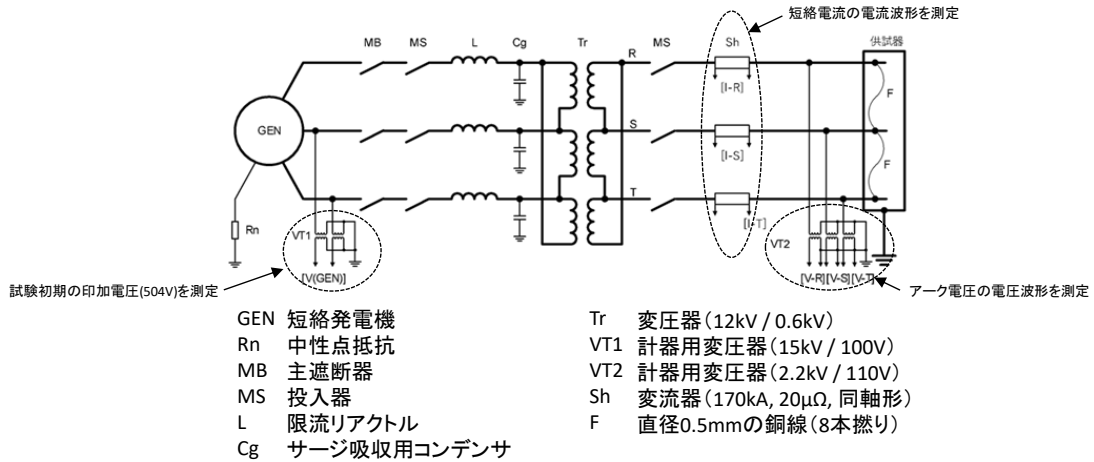 短絡電流の電流波形を測定
MB MS L Cg Tr MS Sh 供試器
R
[I-R]
F
GEN
S
[I-S]
F
T
[I-T]
Rn
VT1
VT2
[V(GEN)]
[V-R][V-S][V-T]
試験初期の印加電圧(504V)を測定
アーク電圧の電圧波形を測定
GEN 短絡発電機
Rn 中性点抵抗
MB 主遮断器
MS 投入器
L 限流リアクトル
Cg サージ吸収用コンデンサ
Tr 変圧器(12kV / 0.6kV)
VT1 計器用変圧器(15kV / 100V)
VT2 計器用変圧器(2.2kV / 110V)
Sh 変流器(170kA, 20μΩ, 同軸形)
F 直径0.5mmの銅線(8本撚り)